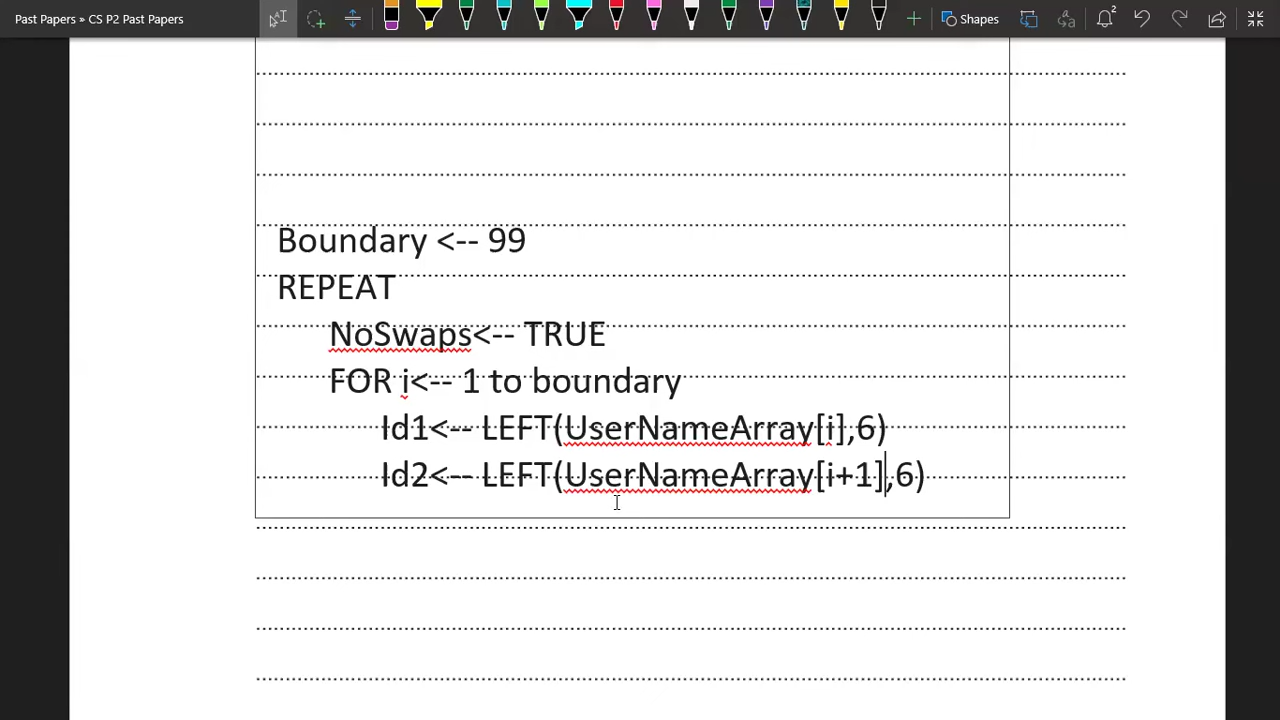 Past Papers » CS P2 Past Papers
Shapes
2
Boundary <-- 99
REPEAT
NoSwaps<-- TRUE
FOR i<-- 1 to boundary
Id1<-- LEFT(UserNameArray[i],6)
Id2<-- LEFT(UserNameArray[i+1],6)